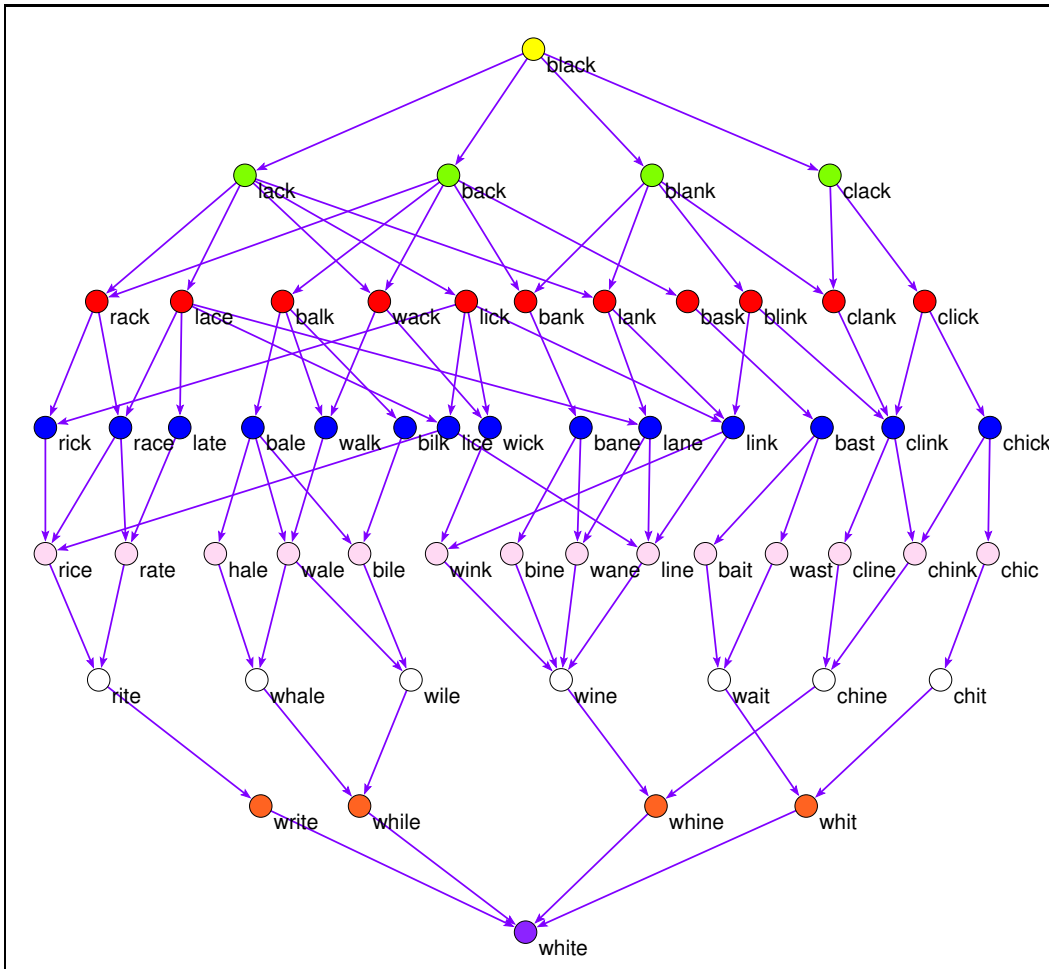 black
lack back blank clack
rack lace balk wack lick bank lank bask blink clank click
rick race late bale walk bilk lice wick bane lane link bast clink chick
rice rate hale wale bile wink bine wane line bait wast cline chink chic
rite whale wile wine wait chine chit
write while whine whit
white